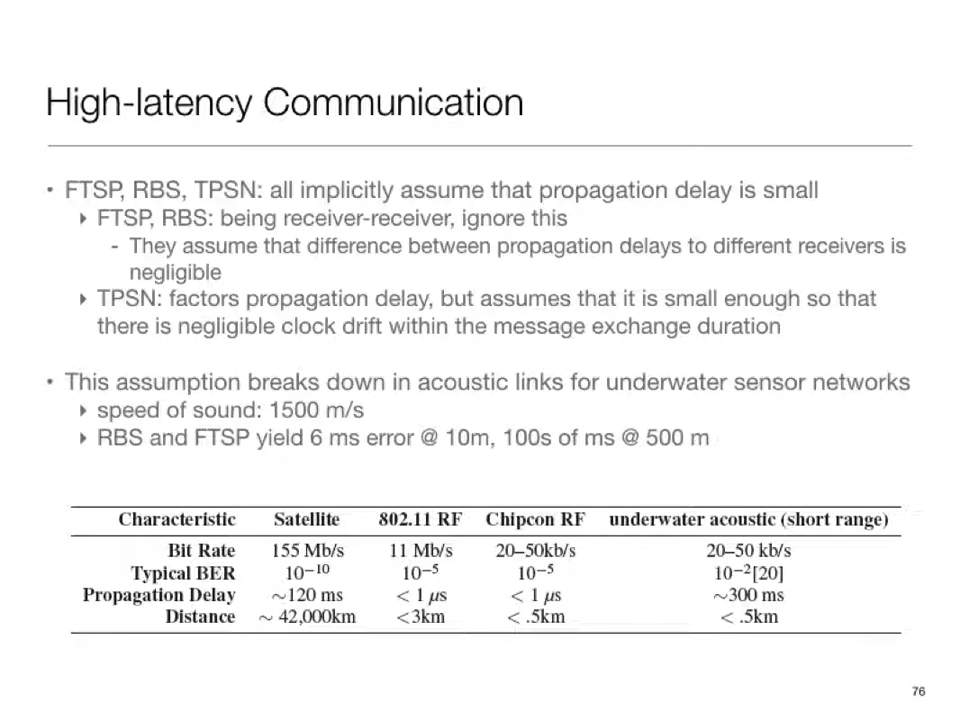 High-latency Communication
• FTSP, RBS, TPSN: all implicitly assume that propagation delay is small
‣ FTSP, RBS: being receiver-receiver, ignore this
- They assume that difference between propagation delays to different receivers is
negligible
‣ TPSN: factors propagation delay, but assumes that it is small enough so that
there is negligible clock drift within the message exchange duration
• This assumption breaks down in acoustic links for underwater sensor networks
‣ speed of sound: 1500 m/s
‣ RBS and FTSP yield 6 ms error @ 10m, 100s of ms @ 500 m
Characteristic Satellite 802.11 RF Chipcon RF underwater acoustic (short range)
Bit Rate 155 Mb/s 11 Mb/s 20–50kb/s 20–50 kb/s
Typical BER 10⁻¹⁰ 10⁻⁵ 10⁻⁵ 10⁻²[20]
Propagation Delay ∼120 ms < 1 μs < 1 μs ∼300 ms
Distance ∼ 42,000km <3km < .5km < .5km
76